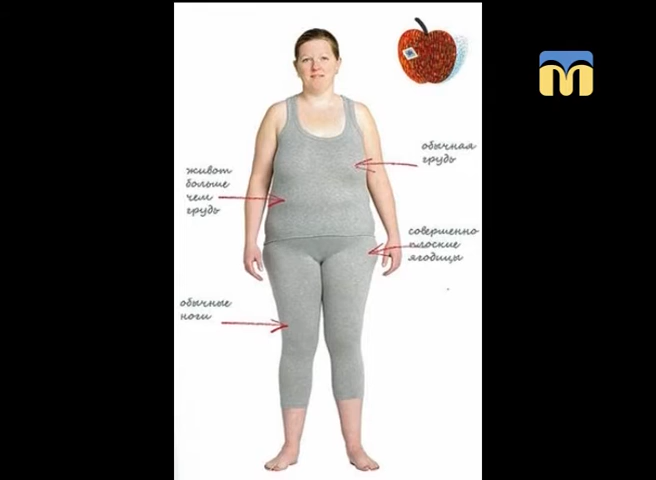 обычная
грудь
живот
больше
чем
грудь
совершенно
плоские
ягодицы
обычные
ноги
m